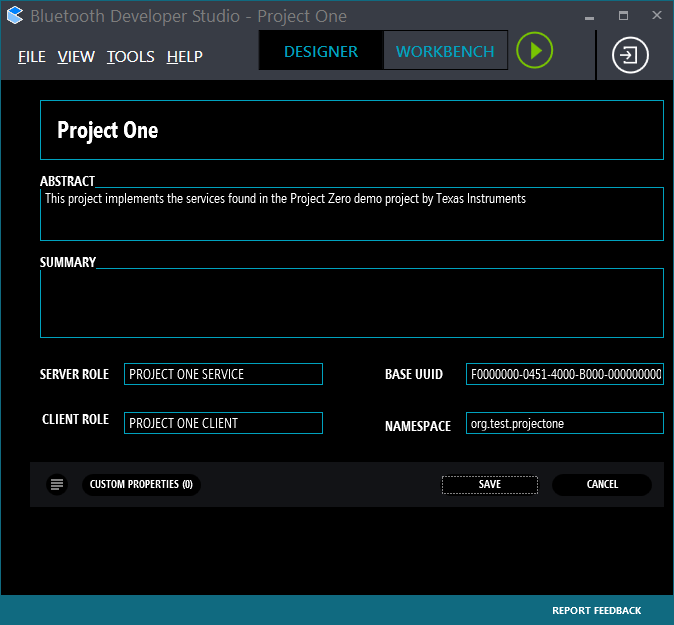 Bluetooth Developer Studio - Project One
FILE VIEW TOOLS HELP DESIGNER WORKBENCH
Project One
ABSTRACT
This project implements the services found in the Project Zero demo project by Texas Instruments
SUMMARY
SERVER ROLE PROJECT ONE SERVICE BASE UUID F0000000-0451-4000-B000-000000000
CLIENT ROLE PROJECT ONE CLIENT NAMESPACE org.test.projectone
CUSTOM PROPERTIES (0) SAVE CANCEL
REPORT FEEDBACK